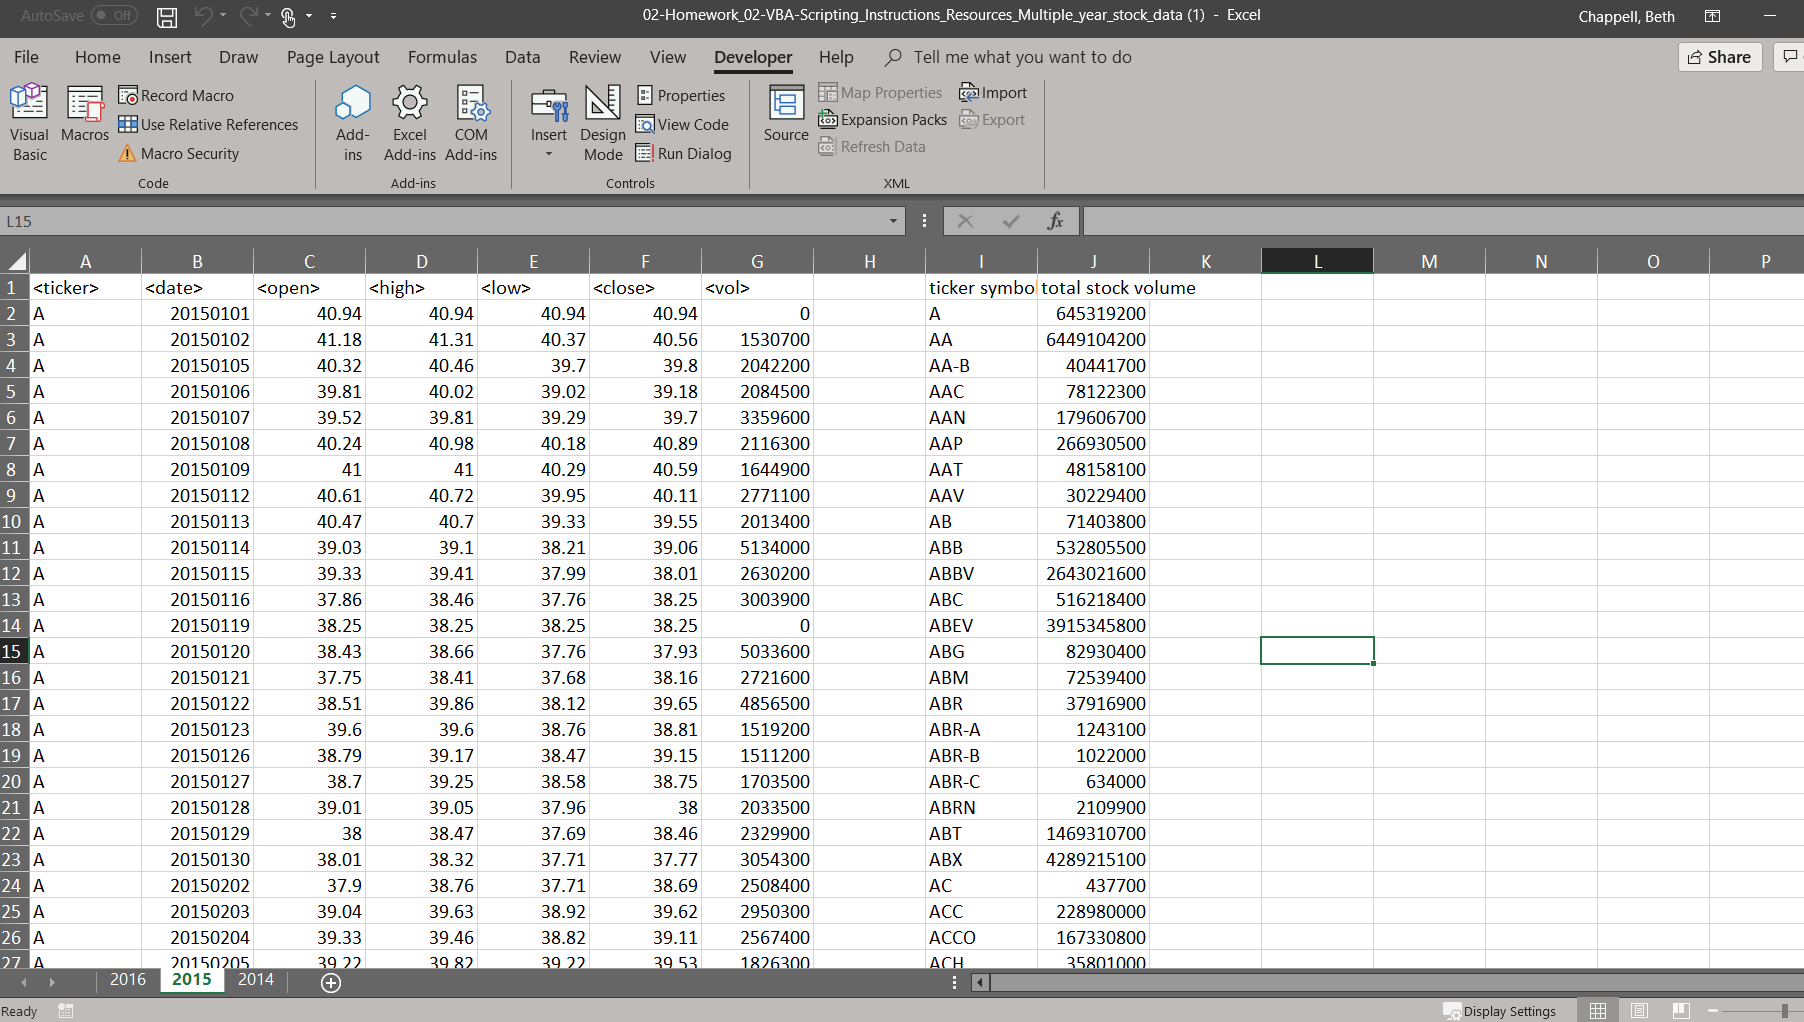 AutoSave Off 02-Homework_02-VBA-Scripting_Instructions_Resources_Multiple_year_stock_data (1) - Excel Chappell, Beth
File Home Insert Draw Page Layout Formulas Data Review View Developer Help Tell me what you want to do Share
Visual Basic Macros Record Macro Use Relative References Macro Security Code
Add-ins Excel Add-ins COM Add-ins Add-ins
Insert Design Mode Properties View Code Run Dialog Controls
Source Map Properties Expansion Packs Refresh Data Import Export XML
L15 fx
A B C D E F G H I J K L M N O P
1 <ticker> <date> <open> <high> <low> <close> <vol> ticker symbol total stock volume
2 A 20150101 40.94 40.94 40.94 40.94 0 A 645319200
3 A 20150102 41.18 41.31 40.37 40.56 1530700 AA 6449104200
4 A 20150105 40.32 40.46 39.7 39.8 2042200 AA-B 40441700
5 A 20150106 39.81 40.02 39.02 39.18 2084500 AAC 78122300
6 A 20150107 39.52 39.81 39.29 39.7 3359600 AAN 179606700
7 A 20150108 40.24 40.98 40.18 40.89 2116300 AAP 266930500
8 A 20150109 41 41 40.29 40.59 1644900 AAT 48158100
9 A 20150112 40.61 40.72 39.95 40.11 2771100 AAV 30229400
10 A 20150113 40.47 40.7 39.33 39.55 2013400 AB 71403800
11 A 20150114 39.03 39.1 38.21 39.06 5134000 ABB 532805500
12 A 20150115 39.33 39.41 37.99 38.01 2630200 ABBV 2643021600
13 A 20150116 37.86 38.46 37.76 38.25 3003900 ABC 516218400
14 A 20150119 38.25 38.25 38.25 38.25 0 ABEV 3915345800
15 A 20150120 38.43 38.66 37.76 37.93 5033600 ABG 82930400
16 A 20150121 37.75 38.41 37.68 38.16 2721600 ABM 72539400
17 A 20150122 38.51 39.86 38.12 39.65 4856500 ABR 37916900
18 A 20150123 39.6 39.6 38.76 38.81 1519200 ABR-A 1243100
19 A 20150126 38.79 39.17 38.47 39.15 1511200 ABR-B 1022000
20 A 20150127 38.7 39.25 38.58 38.75 1703500 ABR-C 634000
21 A 20150128 39.01 39.05 37.96 38 2033500 ABRN 2109900
22 A 20150129 38 38.47 37.69 38.46 2329900 ABT 1469310700
23 A 20150130 38.01 38.32 37.71 37.77 3054300 ABX 4289215100
24 A 20150202 37.9 38.76 37.71 38.69 2508400 AC 437700
25 A 20150203 39.04 39.63 38.92 39.62 2950300 ACC 228980000
26 A 20150204 39.33 39.46 38.82 39.11 2567400 ACCO 167330800
27 A 20150205 39.22 39.82 39.22 39.53 1826300 ACH 35801000
2016 2015 2014
Ready Display Settings